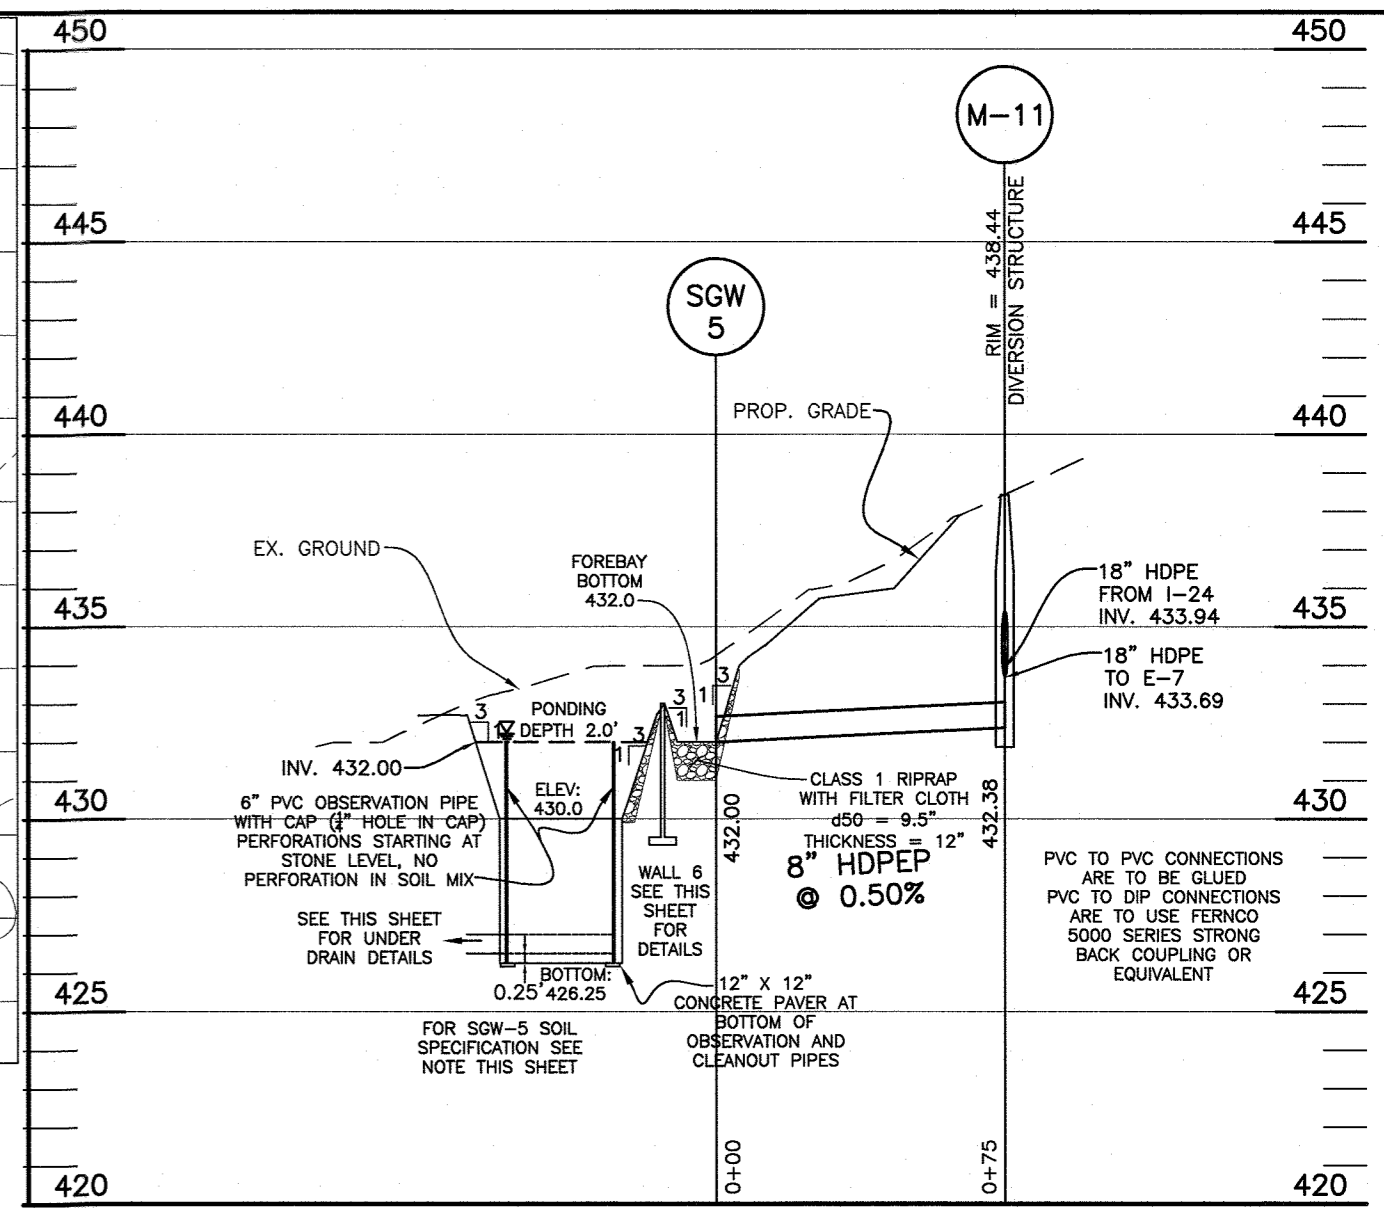 450
450
M-11
RIM = 438.44
DIVERSION STRUCTURE
445
445
SGW
5
PROP. GRADE
440
440
EX. GROUND
FOREBAY
BOTTOM
432.0
18" HDPE
FROM I-24
INV. 433.94
435
435
18" HDPE
TO E-7
INV. 433.69
3
1
3
1
3
1
3
1
PONDING
DEPTH 2.0'
INV. 432.00
ELEV:
430.0
6" PVC OBSERVATION PIPE
WITH CAP (1/4" HOLE IN CAP)
PERFORATIONS STARTING AT
STONE LEVEL, NO
PERFORATION IN SOIL MIX
CLASS 1 RIPRAP
WITH FILTER CLOTH
d50 = 9.5"
THICKNESS = 12"
430
430
432.00
432.38
8" HDPEP
@ 0.50%
WALL 6
SEE THIS
SHEET
FOR
DETAILS
PVC TO PVC CONNECTIONS
ARE TO BE GLUED
PVC TO DIP CONNECTIONS
ARE TO USE FERNCO
5000 SERIES STRONG
BACK COUPLING OR
EQUIVALENT
SEE THIS SHEET
FOR UNDER
DRAIN DETAILS
BOTTOM:
426.25
0.25'
12" X 12"
CONCRETE PAVER AT
BOTTOM OF
OBSERVATION AND
CLEANOUT PIPES
425
425
FOR SGW-5 SOIL
SPECIFICATION SEE
NOTE THIS SHEET
0+00
0+75
420
420